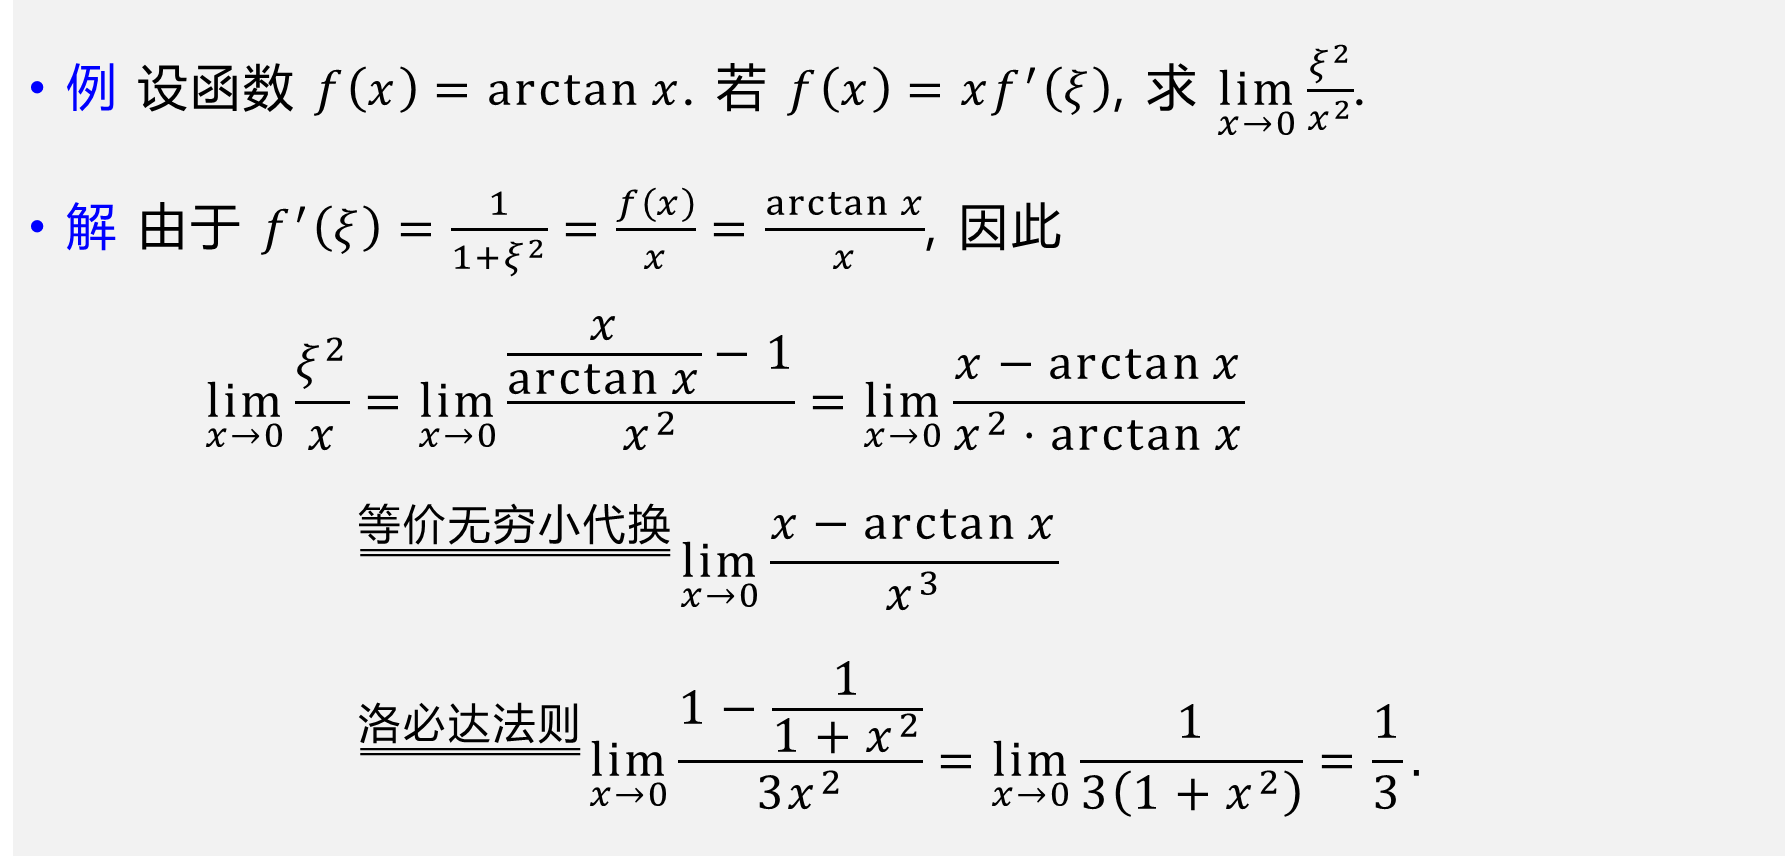 • 例 设函数 f(x) = arctan x. 若 f(x) = xf′(ξ), 求 lim_{x→0} ξ²/x².
• 解 由于 f′(ξ) = 1/(1+ξ²) = f(x)/x = arctan x/x, 因此
lim_{x→0} ξ²/x = lim_{x→0} (x/(arctan x) − 1)/x² = lim_{x→0} (x − arctan x)/(x² · arctan x)
等价无穷小代换 lim_{x→0} (x − arctan x)/x³
洛必达法则 lim_{x→0} (1 − 1/(1 + x²))/(3x²) = lim_{x→0} 1/(3(1 + x²)) = 1/3.